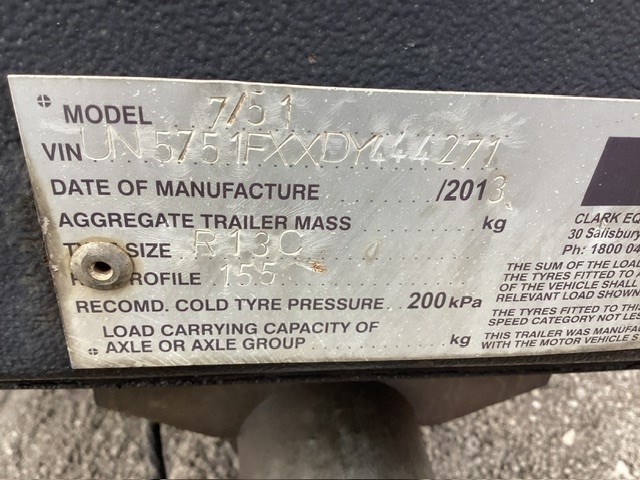 MODEL 7/51
VIN UN5751FXXDY444271
DATE OF MANUFACTURE /2013
AGGREGATE TRAILER MASS kg
SIZE R13C
PROFILE 155
RECOMD. COLD TYRE PRESSURE 200 kPa
LOAD CARRYING CAPACITY OF
AXLE OR AXLE GROUP kg
CLARK EQ
30 Salisbury
Ph: 1800 04
THE SUM OF THE LOA
THE TYRES FITTED TO
OF THE VEHICLE SHALL
RELEVANT LOAD SHOWN
THE TYRES FITTED TO THIS
SPEED CATEGORY NOT LES
THIS TRAILER WAS MANUFAC
WITH THE MOTOR VEHICLE S